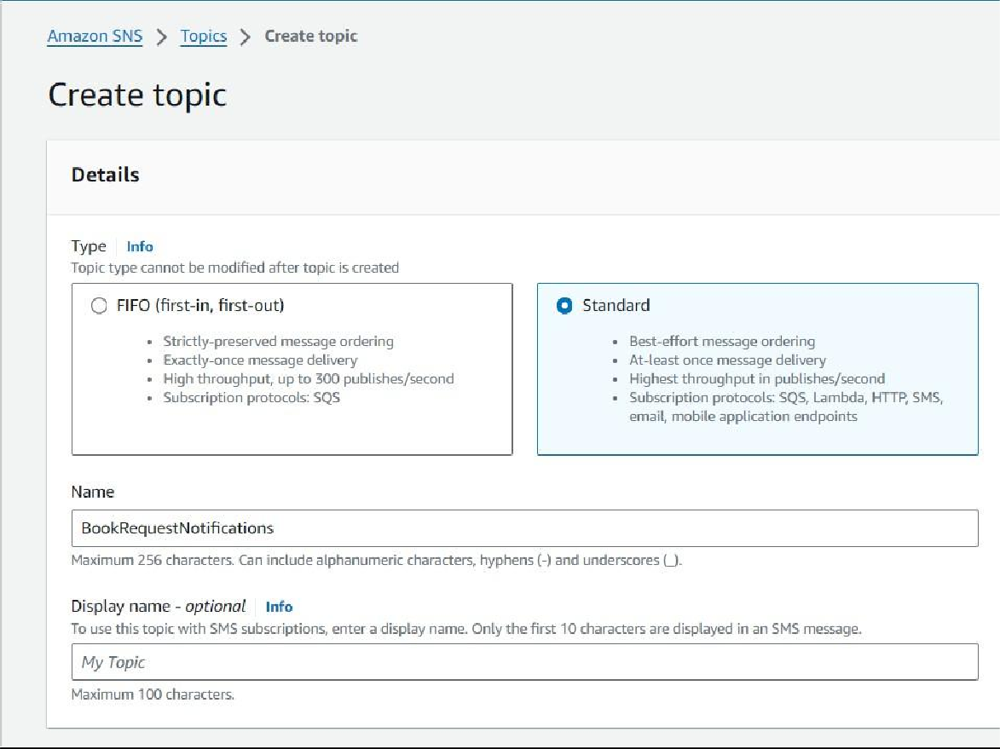 Amazon SNS > Topics > Create topic
Create topic
Details
Type Info
Topic type cannot be modified after topic is created
FIFO (first-in, first-out)
• Strictly-preserved message ordering
• Exactly-once message delivery
• High throughput, up to 300 publishes/second
• Subscription protocols: SQS
Standard
• Best-effort message ordering
• At-least once message delivery
• Highest throughput in publishes/second
• Subscription protocols: SQS, Lambda, HTTP, SMS,
email, mobile application endpoints
Name
BookRequestNotifications
Maximum 256 characters. Can include alphanumeric characters, hyphens (-) and underscores (_).
Display name - optional Info
To use this topic with SMS subscriptions, enter a display name. Only the first 10 characters are displayed in an SMS message.
My Topic
Maximum 100 characters.